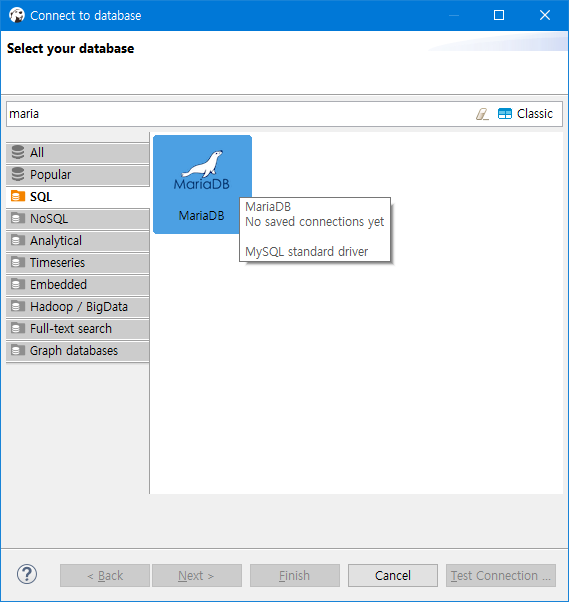 Connect to database
Select your database
maria
Classic
All
Popular
SQL
NoSQL
Analytical
Timeseries
Embedded
Hadoop / BigData
Full-text search
Graph databases
MariaDB
MariaDB
MariaDB
No saved connections yet
MySQL standard driver
?
< Back
Next >
Finish
Cancel
Test Connection ...